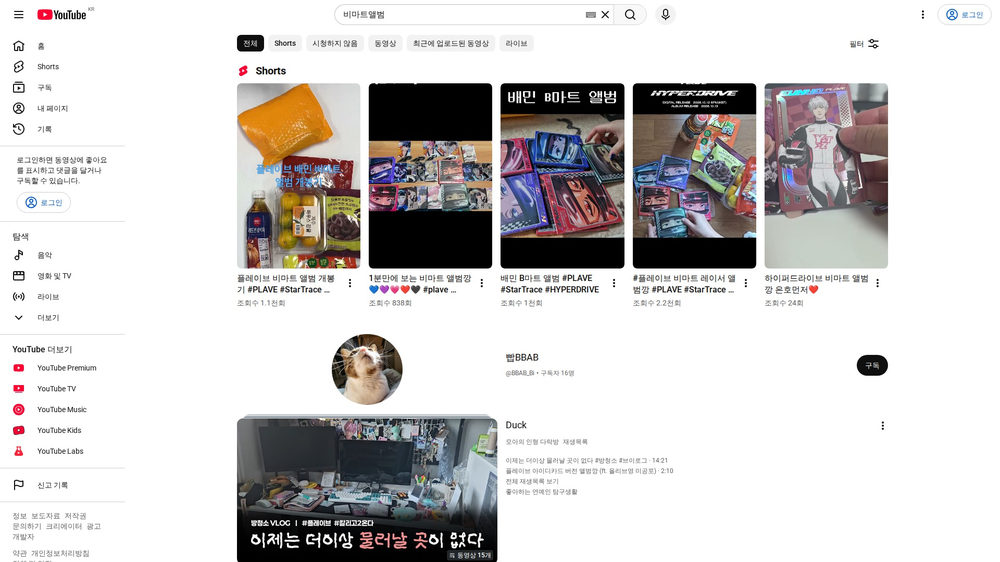 YouTube KR
비마트앨범
로그인
홈
Shorts
구독
내 페이지
기록
로그인하면 동영상에 좋아요
를 표시하고 댓글을 달거나
구독할 수 있습니다.
로그인
탐색
음악
영화 및 TV
라이브
더보기
YouTube 더보기
YouTube Premium
YouTube TV
YouTube Music
YouTube Kids
YouTube Labs
신고 기록
정보 보도자료 저작권
문의하기 크리에이터 광고
개발자
약관 개인정보처리방침
전체 Shorts 시청하지 않음 동영상 최근에 업로드된 동영상 라이브 필터
Shorts
플레이브 배민 비마트
플레이브 비마트 앨범 개봉
기 #PLAVE #StarTrace ...
조회수 1.1천회
1분만에 보는 비마트 앨범깡
💙💜💗❤️🖤 #plave ...
조회수 838회
배민 B마트 앨범
배민 B마트 앨범 #PLAVE
#StarTrace #HYPERDRIVE
조회수 1천회
HYPERDRIVE
#플레이브 비마트 레이서 앨
범깡 #PLAVE #StarTrace ...
조회수 2.2천회
하이퍼드라이브 비마트 앨범
깡 은호먼저❤️
조회수 24회
빱BBAB
@BBAB_Bi • 구독자 16명
구독
방청소 VLOG | #플레이브 #킬리고2온다
이제는 더이상 물러날 곳이 없다
동영상 15개
Duck
으아의 인형 다락방 재생목록
이제는 더이상 물러날 곳이 없다 #방청소 #브이로그 · 14:21
플레이브 아이디카드 버전 앨범깡 (ft. 올리브영 미공포) · 2:10
전체 재생목록 보기
좋아하는 연예인 탐구생활